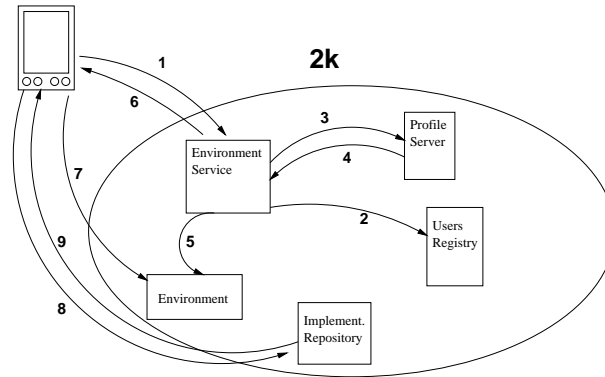 2k
1
6
3
4
Profile
Server
Environment
Service
7
2
Users
Registry
5
9
Environment
8
Implement.
Repository